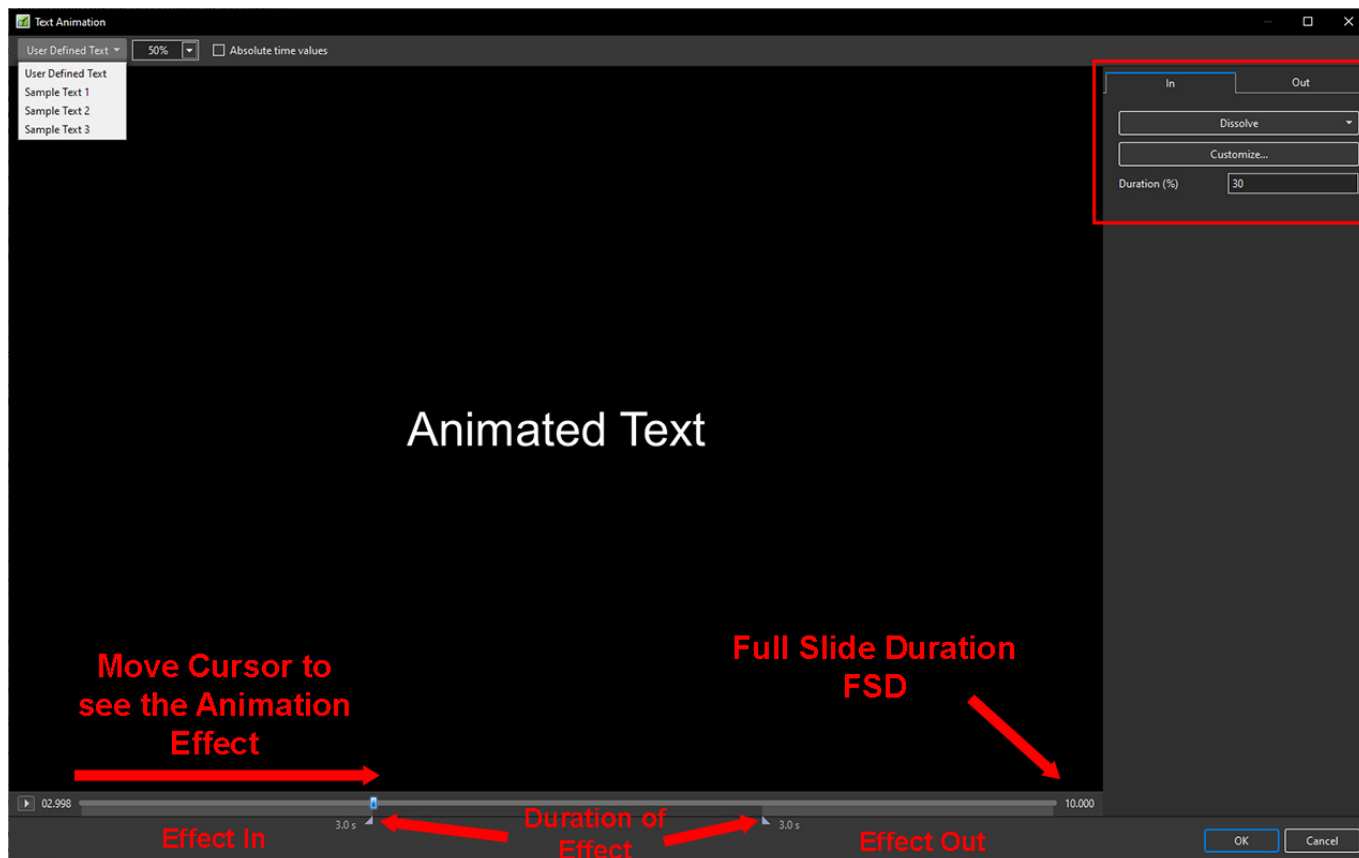 Text Animation
User Defined Text
50%
Absolute time values
User Defined Text
Sample Text 1
Sample Text 2
Sample Text 3
In
Out
Dissolve
Customize...
Duration (%)
30
Animated Text
Move Cursor to
see the Animation
Effect
Full Slide Duration
FSD
02.998
10.000
3.0 s
3.0 s
Effect In
Duration of
Effect
Effect Out
OK
Cancel